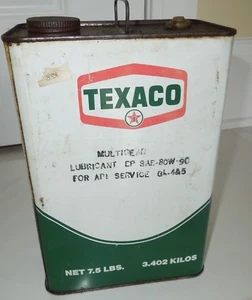 TEXACO
T
MULTIGEAR
LUBRICANT EP SAE-80W-90
FOR API SERVICE GL-4&5
NET 7.5 LBS. 3.402 KILOS